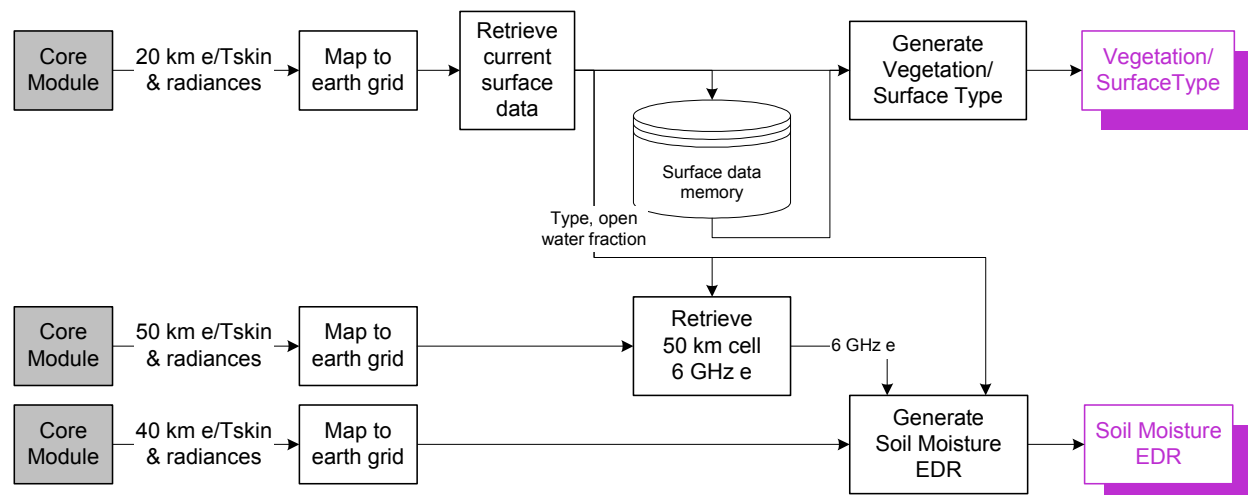 Core
Module
20 km e/Tskin
& radiances
Map to
earth grid
Retrieve
current
surface
data
Generate
Vegetation/
Surface Type
Vegetation/
SurfaceType
Surface data
memory
Type, open
water fraction
Core
Module
50 km e/Tskin
& radiances
Map to
earth grid
Retrieve
50 km cell
6 GHz e
6 GHz e
Core
Module
40 km e/Tskin
& radiances
Map to
earth grid
Generate
Soil Moisture
EDR
Soil Moisture
EDR